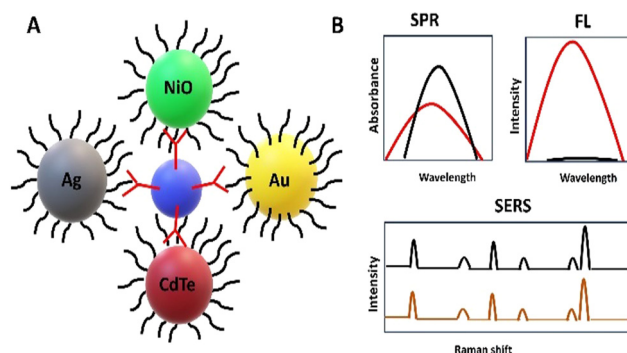 A
NiO
Ag
Au
CdTe
B
SPR
Absorbance
Wavelength
FL
Intensity
Wavelength
SERS
Intensity
Raman shift